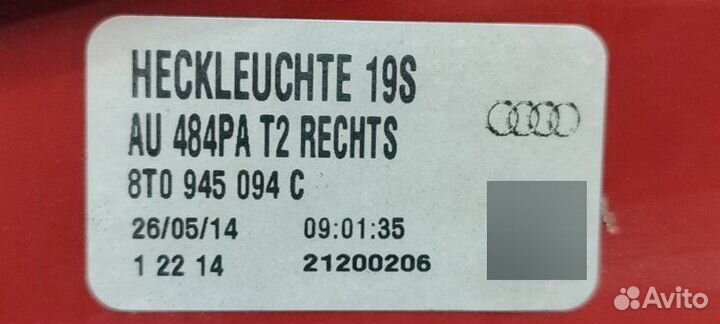 HECKLEUCHTE 19S
AU 484PA T2 RECHTS
8T0 945 094 C
26/05/14 09:01:35
1 22 14 21200206
Avito